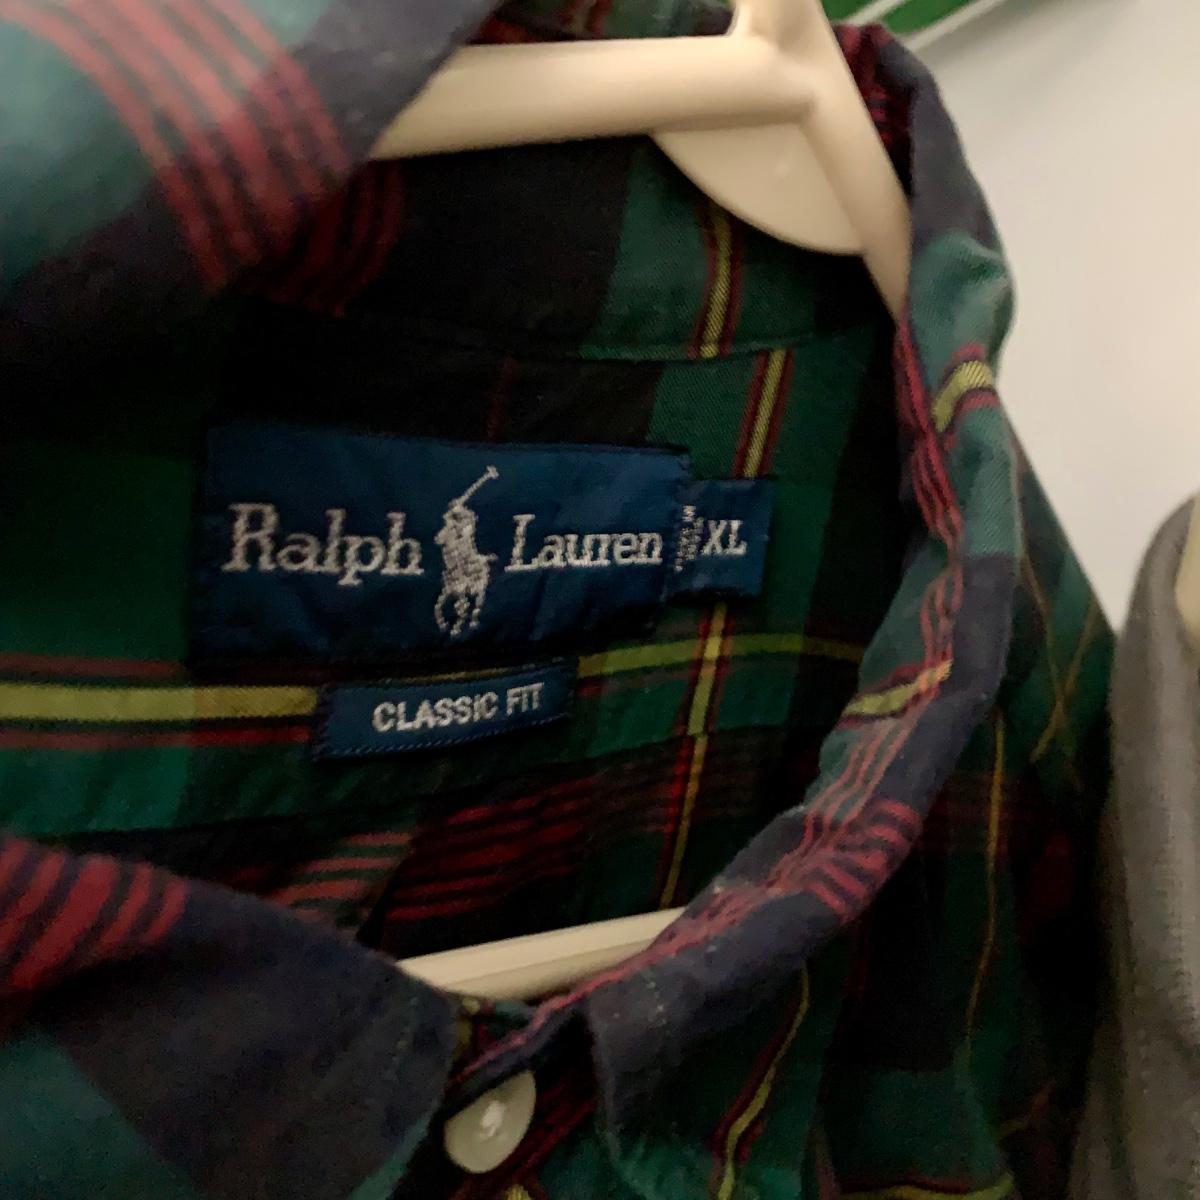 Ralph Lauren XL
CLASSIC FIT